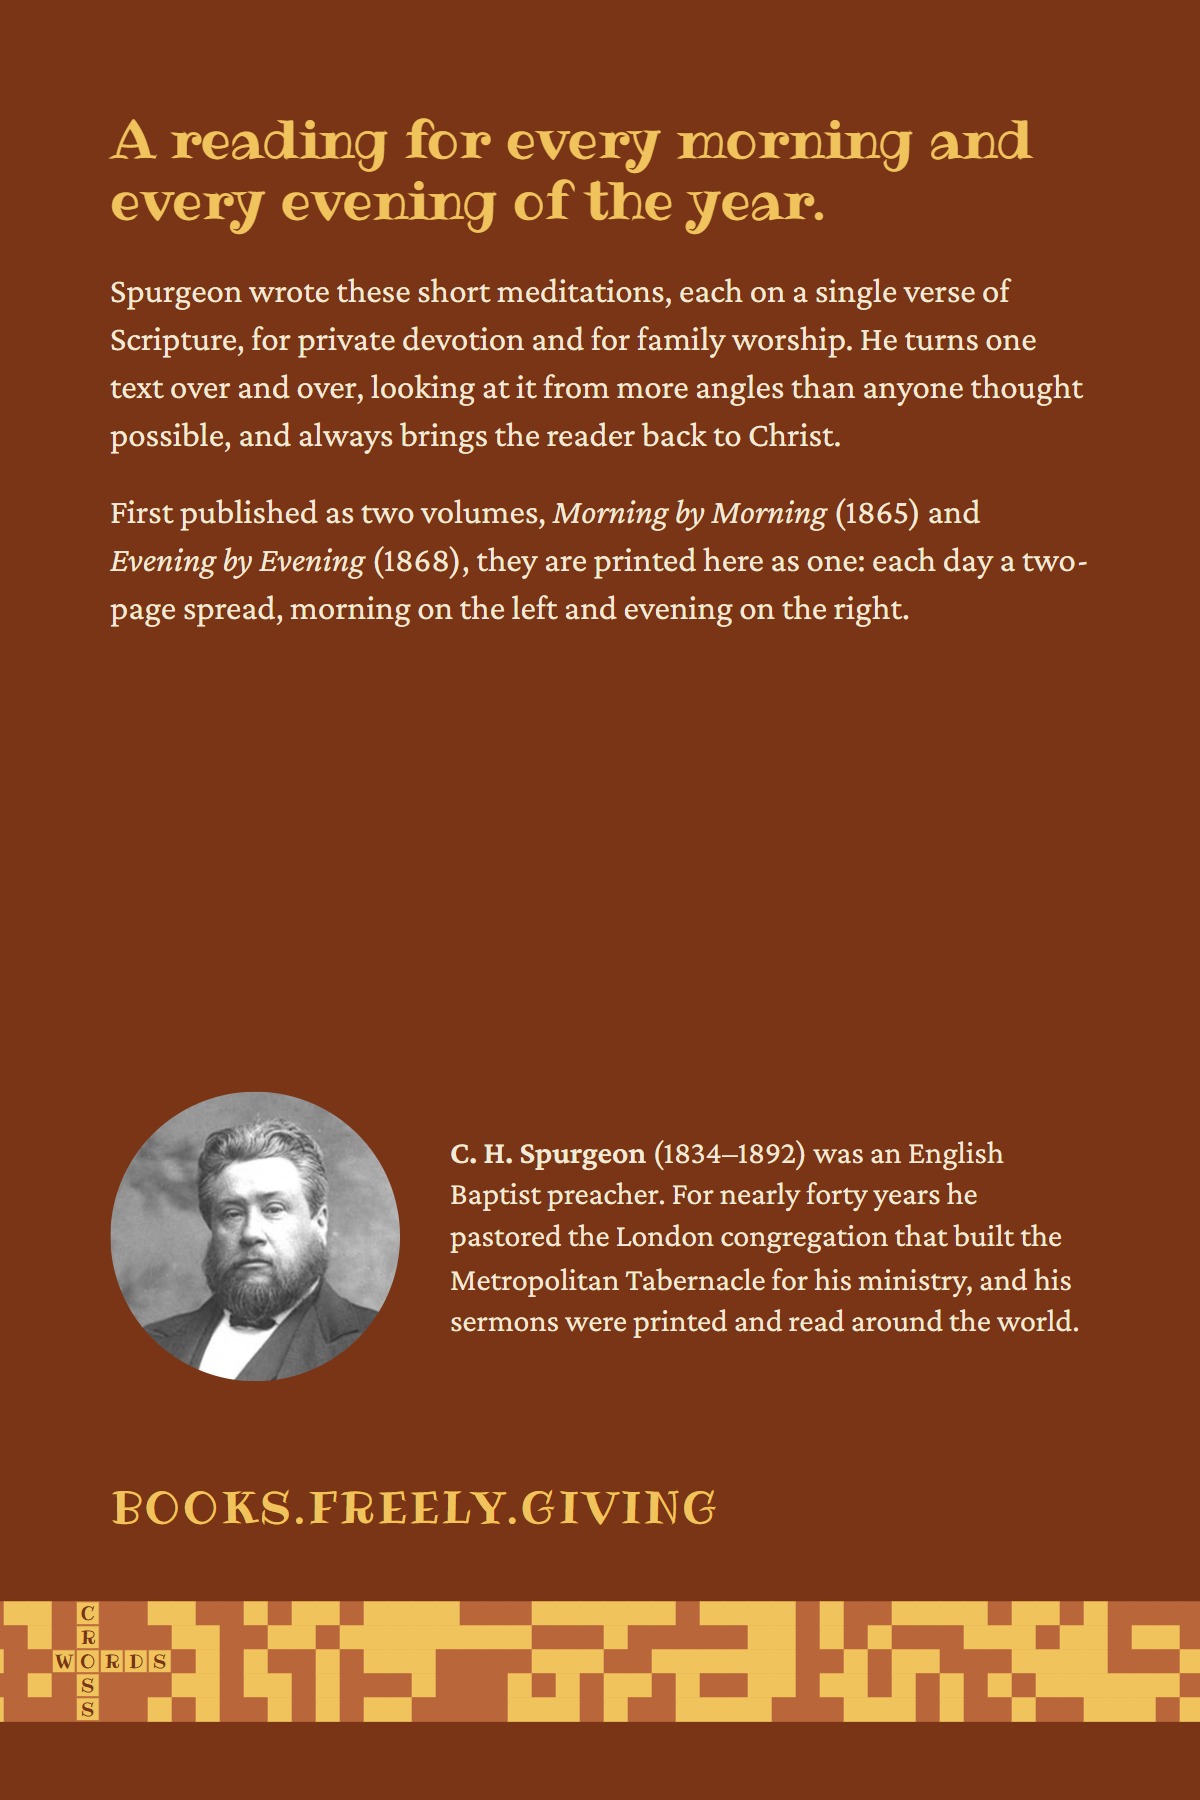 A reading for every morning and
every evening of the year.
Spurgeon wrote these short meditations, each on a single verse of
Scripture, for private devotion and for family worship. He turns one
text over and over, looking at it from more angles than anyone thought
possible, and always brings the reader back to Christ.
First published as two volumes, Morning by Morning (1865) and
Evening by Evening (1868), they are printed here as one: each day a two-
page spread, morning on the left and evening on the right.
C. H. Spurgeon (1834–1892) was an English
Baptist preacher. For nearly forty years he
pastored the London congregation that built the
Metropolitan Tabernacle for his ministry, and his
sermons were printed and read around the world.
BOOKS.FREELY.GIVING
C
R
WORDS
S
S